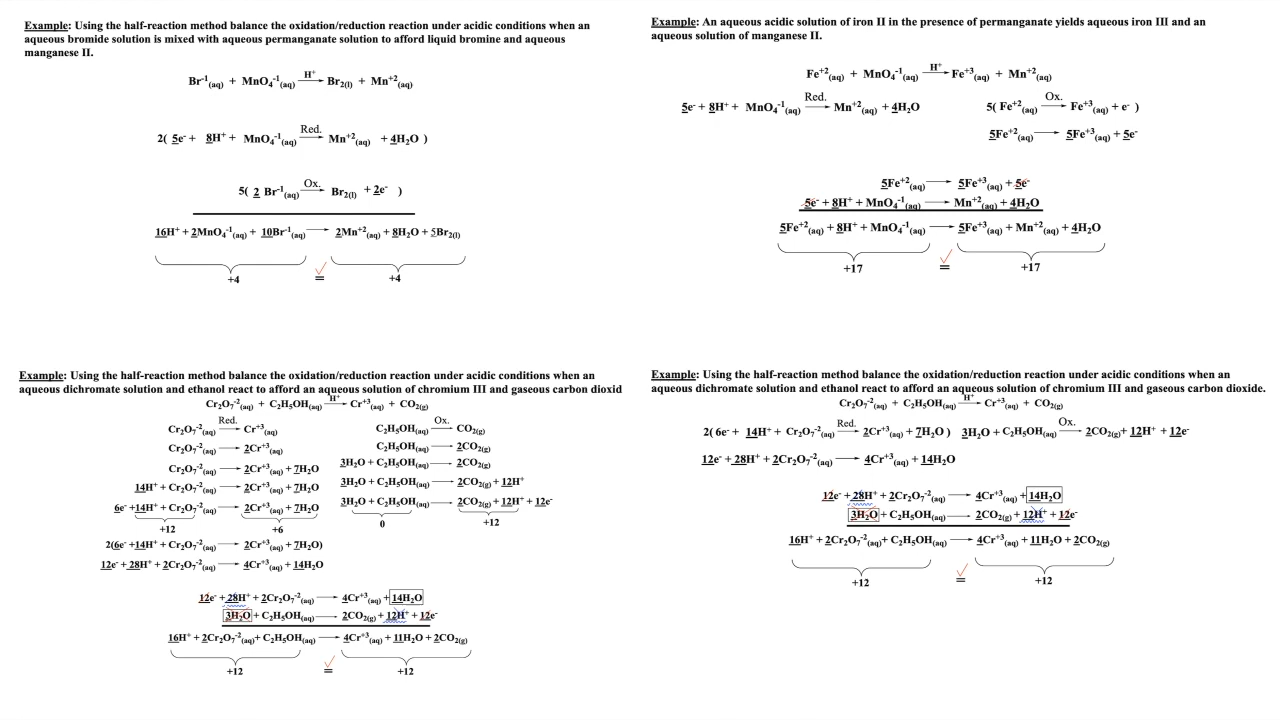 Example: Using the half-reaction method balance the oxidation/reduction reaction under acidic conditions when an
aqueous bromide solution is mixed with aqueous permanganate solution to afford liquid bromine and aqueous
manganese II.
Br⁻¹(aq) + MnO₄⁻¹(aq) H⁺ → Br₂(l) + Mn⁺²(aq)
2( 5e⁻ + 8H⁺ + MnO₄⁻¹(aq) Red. → Mn⁺²(aq) + 4H₂O )
5( 2 Br⁻¹(aq) Ox. → Br₂(l) + 2e⁻ )
16H⁺ + 2MnO₄⁻¹(aq) + 10Br⁻¹(aq) → 2Mn⁺²(aq) + 8H₂O + 5Br₂(l)
+4 ✓= +4
Example: An aqueous acidic solution of iron II in the presence of permanganate yields aqueous iron III and an
aqueous solution of manganese II.
Fe⁺²(aq) + MnO₄⁻¹(aq) H⁺ → Fe⁺³(aq) + Mn⁺²(aq)
5e⁻ + 8H⁺ + MnO₄⁻¹(aq) Red. → Mn⁺²(aq) + 4H₂O 5( Fe⁺²(aq) Ox. → Fe⁺³(aq) + e⁻ )
5Fe⁺²(aq) → 5Fe⁺³(aq) + 5e⁻
5Fe⁺²(aq) → 5Fe⁺³(aq) + 5e⁻
5e⁻ + 8H⁺ + MnO₄⁻¹(aq) → Mn⁺²(aq) + 4H₂O
5Fe⁺²(aq) + 8H⁺ + MnO₄⁻¹(aq) → 5Fe⁺³(aq) + Mn⁺²(aq) + 4H₂O
+17 ✓= +17
Example: Using the half-reaction method balance the oxidation/reduction reaction under acidic conditions when an
aqueous dichromate solution and ethanol react to afford an aqueous solution of chromium III and gaseous carbon dioxid
Cr₂O₇⁻²(aq) + C₂H₅OH(aq) H⁺ → Cr⁺³(aq) + CO₂(g)
Cr₂O₇⁻²(aq) Red. → Cr⁺³(aq) C₂H₅OH(aq) Ox. → CO₂(g)
Cr₂O₇⁻²(aq) → 2Cr⁺³(aq) C₂H₅OH(aq) → 2CO₂(g)
Cr₂O₇⁻²(aq) → 2Cr⁺³(aq) + 7H₂O 3H₂O + C₂H₅OH(aq) → 2CO₂(g)
14H⁺ + Cr₂O₇⁻²(aq) → 2Cr⁺³(aq) + 7H₂O 3H₂O + C₂H₅OH(aq) → 2CO₂(g) + 12H⁺
6e⁻ +14H⁺ + Cr₂O₇⁻²(aq) → 2Cr⁺³(aq) + 7H₂O 3H₂O + C₂H₅OH(aq) → 2CO₂(g) + 12H⁺ + 12e⁻
+12 +6 0 +12
2(6e⁻ +14H⁺ + Cr₂O₇⁻²(aq) → 2Cr⁺³(aq) + 7H₂O)
12e⁻ + 28H⁺ + 2Cr₂O₇⁻²(aq) → 4Cr⁺³(aq) + 14H₂O
12e⁻ + 28H⁺ + 2Cr₂O₇⁻²(aq) → 4Cr⁺³(aq) + 14H₂O
3H₂O + C₂H₅OH(aq) → 2CO₂(g) + 12H⁺ + 12e⁻
16H⁺ + 2Cr₂O₇⁻²(aq)+ C₂H₅OH(aq) → 4Cr⁺³(aq) + 11H₂O + 2CO₂(g)
+12 ✓= +12
Example: Using the half-reaction method balance the oxidation/reduction reaction under acidic conditions when an
aqueous dichromate solution and ethanol react to afford an aqueous solution of chromium III and gaseous carbon dioxide.
Cr₂O₇⁻²(aq) + C₂H₅OH(aq) H⁺ → Cr⁺³(aq) + CO₂(g)
2( 6e⁻ + 14H⁺ + Cr₂O₇⁻²(aq) Red. → 2Cr⁺³(aq) + 7H₂O ) 3H₂O + C₂H₅OH(aq) Ox. → 2CO₂(g)+ 12H⁺ + 12e⁻
12e⁻ + 28H⁺ + 2Cr₂O₇⁻²(aq) → 4Cr⁺³(aq) + 14H₂O
12e⁻ + 28H⁺ + 2Cr₂O₇⁻²(aq) → 4Cr⁺³(aq) + 14H₂O
3H₂O + C₂H₅OH(aq) → 2CO₂(g) + 12H⁺ + 12e⁻
16H⁺ + 2Cr₂O₇⁻²(aq)+ C₂H₅OH(aq) → 4Cr⁺³(aq) + 11H₂O + 2CO₂(g)
+12 ✓= +12